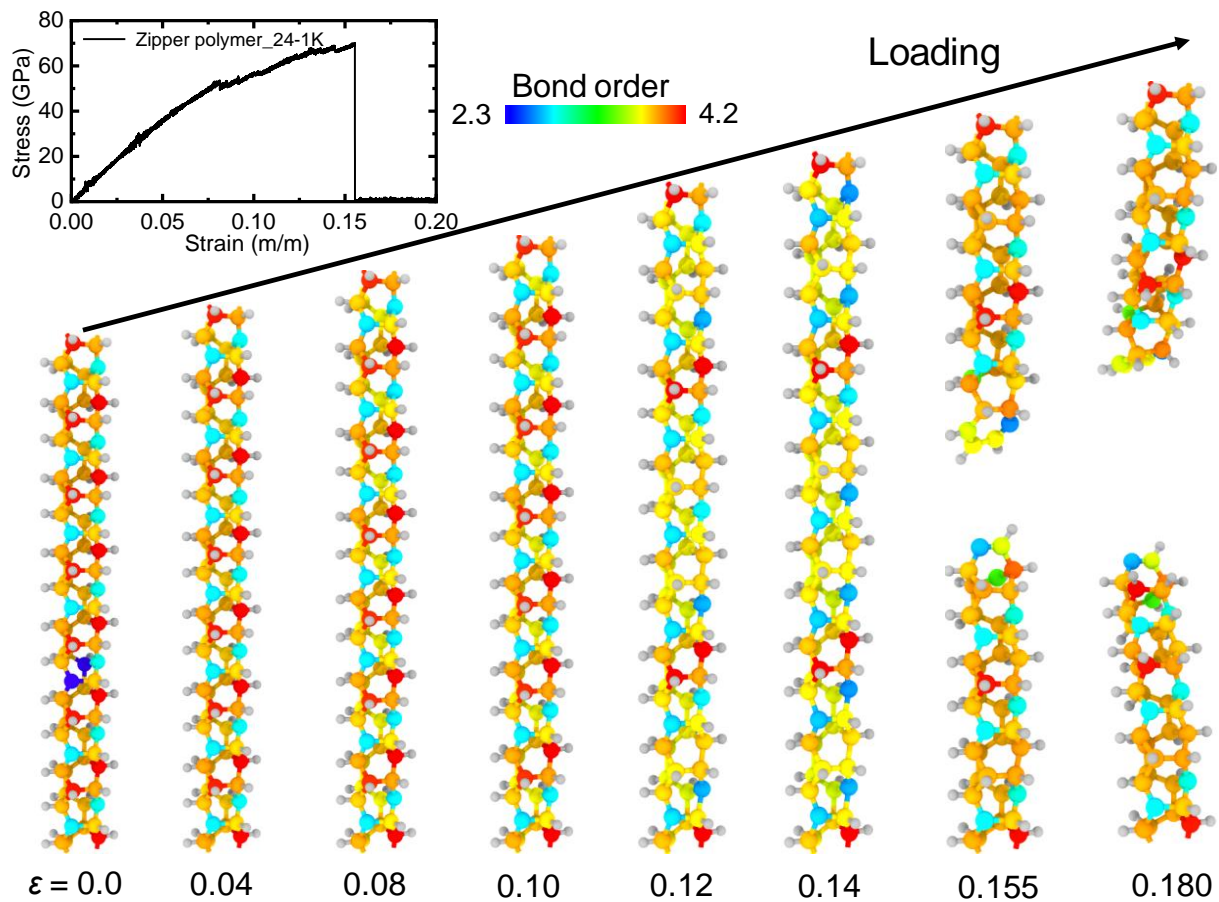 80
60
40
20
0
Stress (GPa)
Zipper polymer_24-1K
0.00 0.05 0.10 0.15 0.20
Strain (m/m)
Loading
Bond order
2.3 4.2
ε = 0.0 0.04 0.08 0.10 0.12 0.14 0.155 0.180